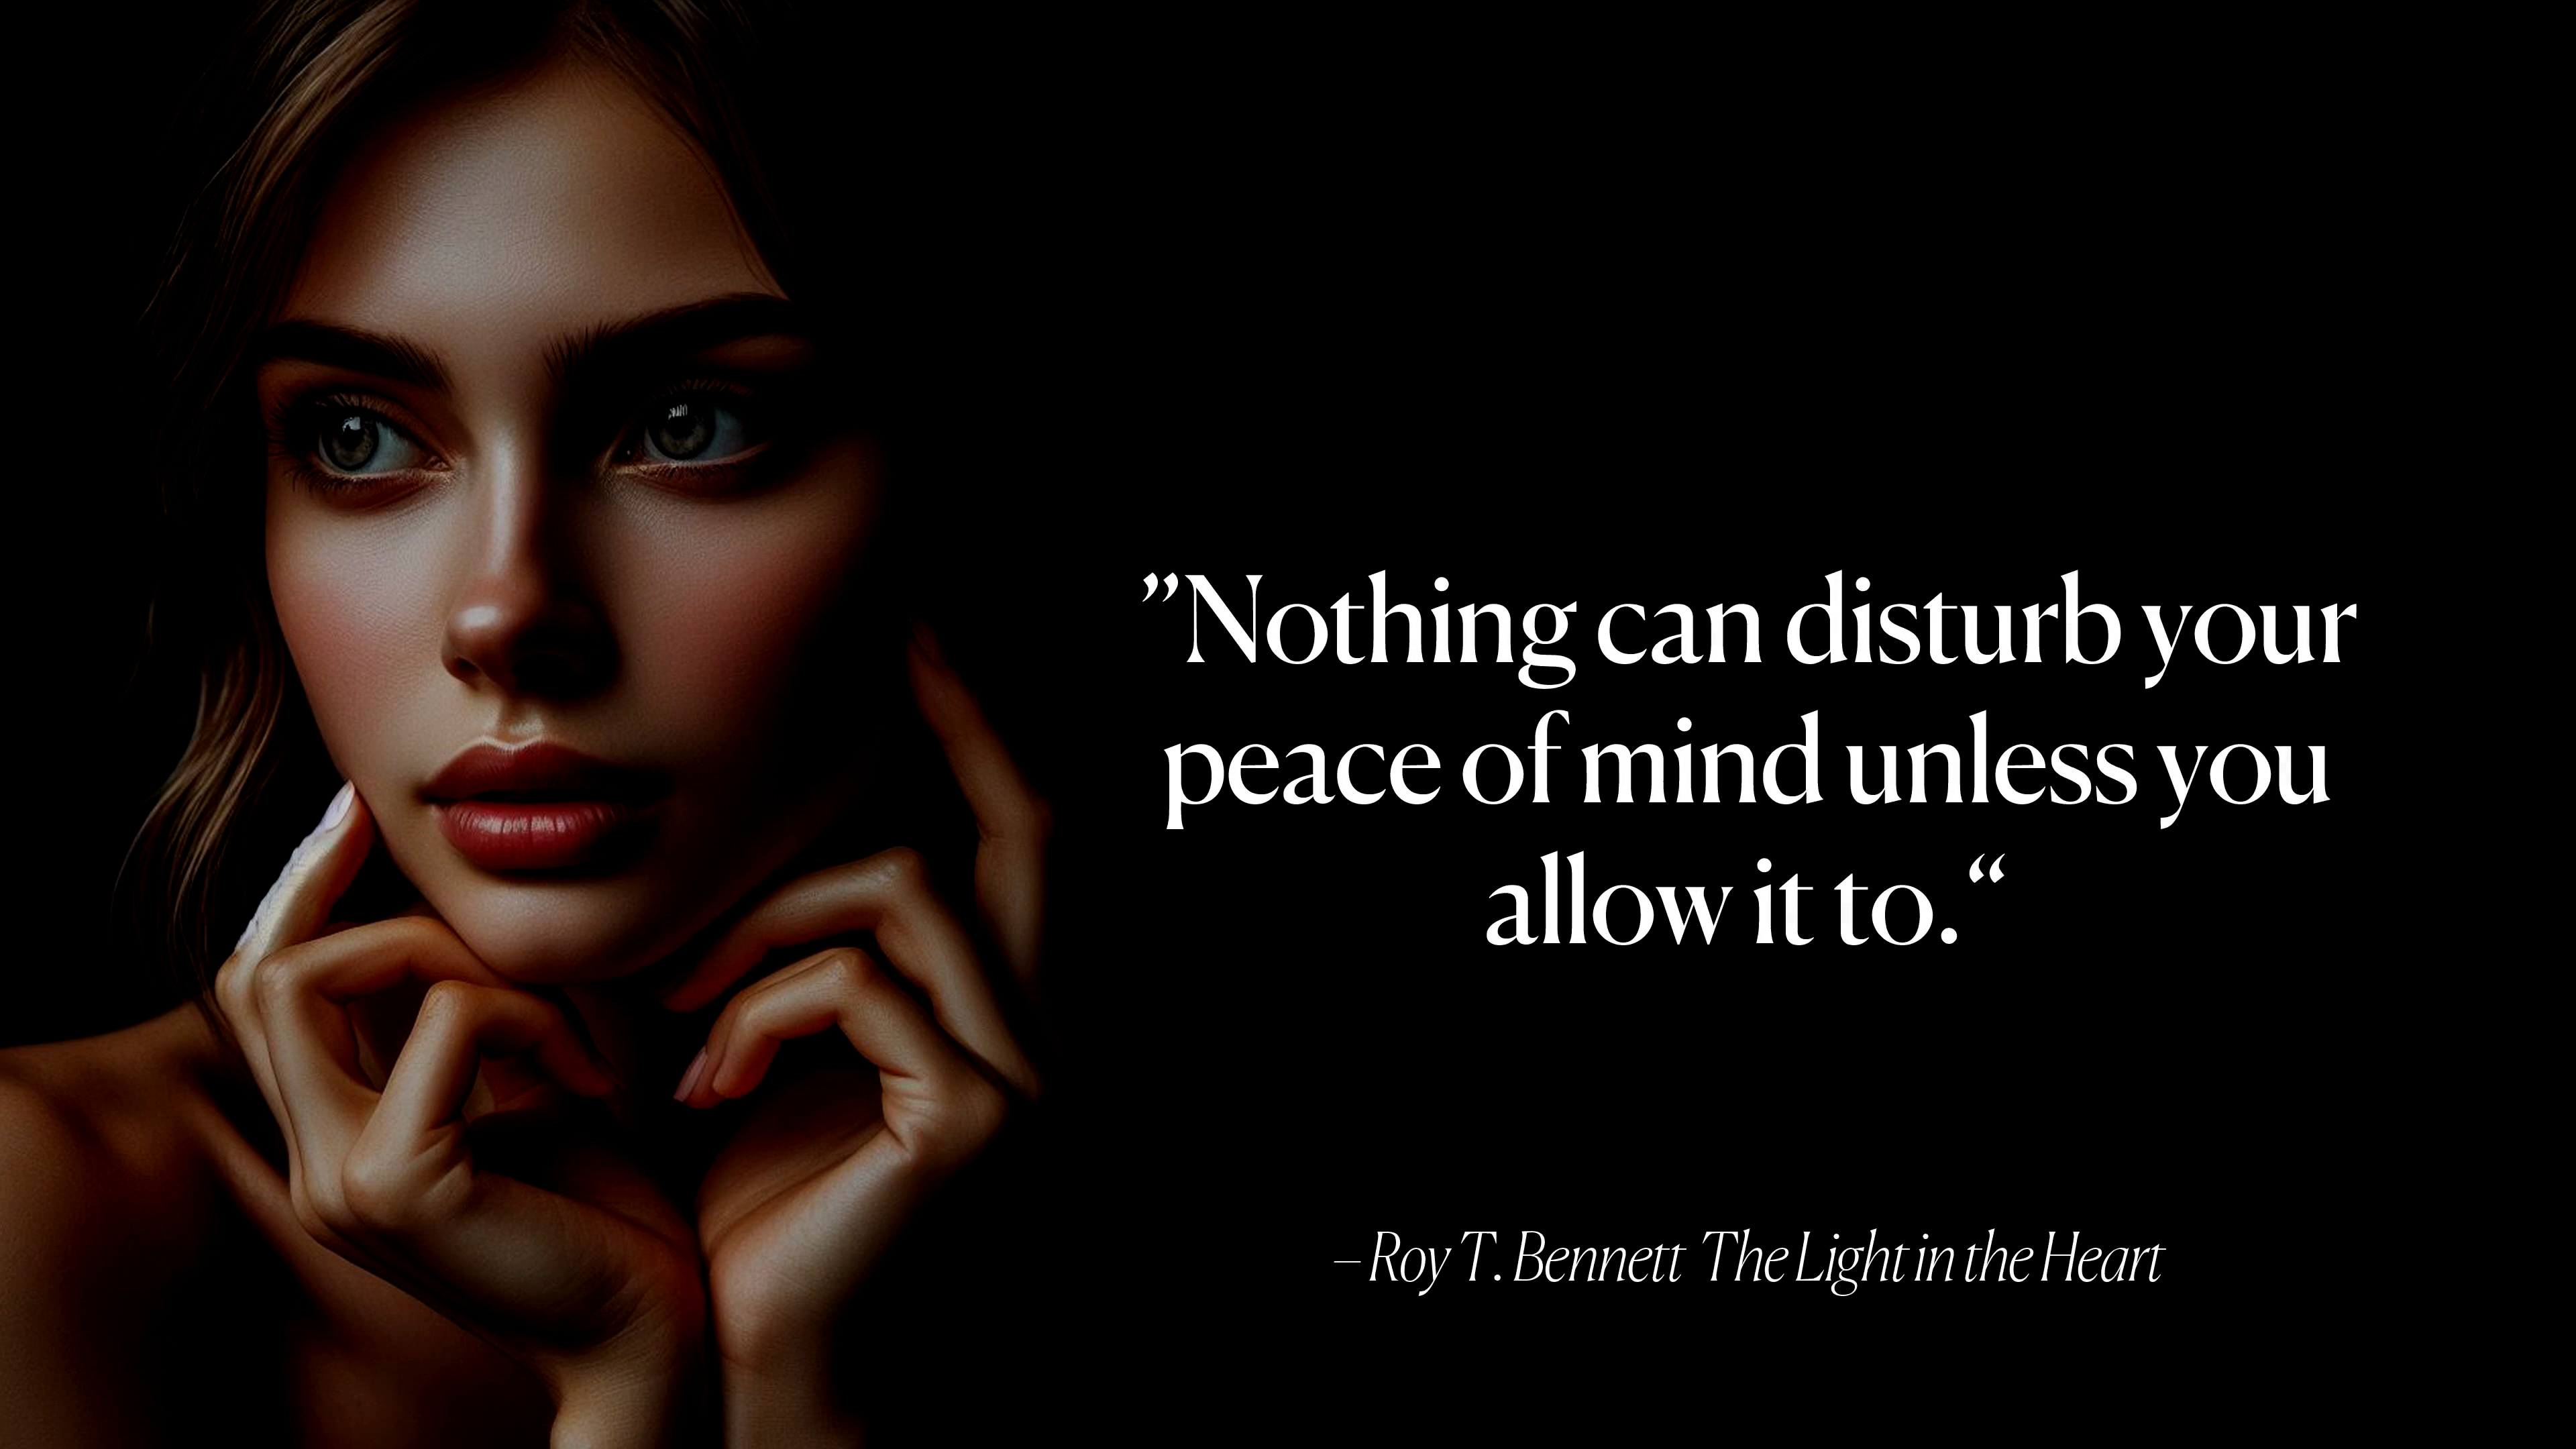 ”Nothing can disturb your
peace of mind unless you
allow it to.“
– Roy T. Bennett The Light in the Heart